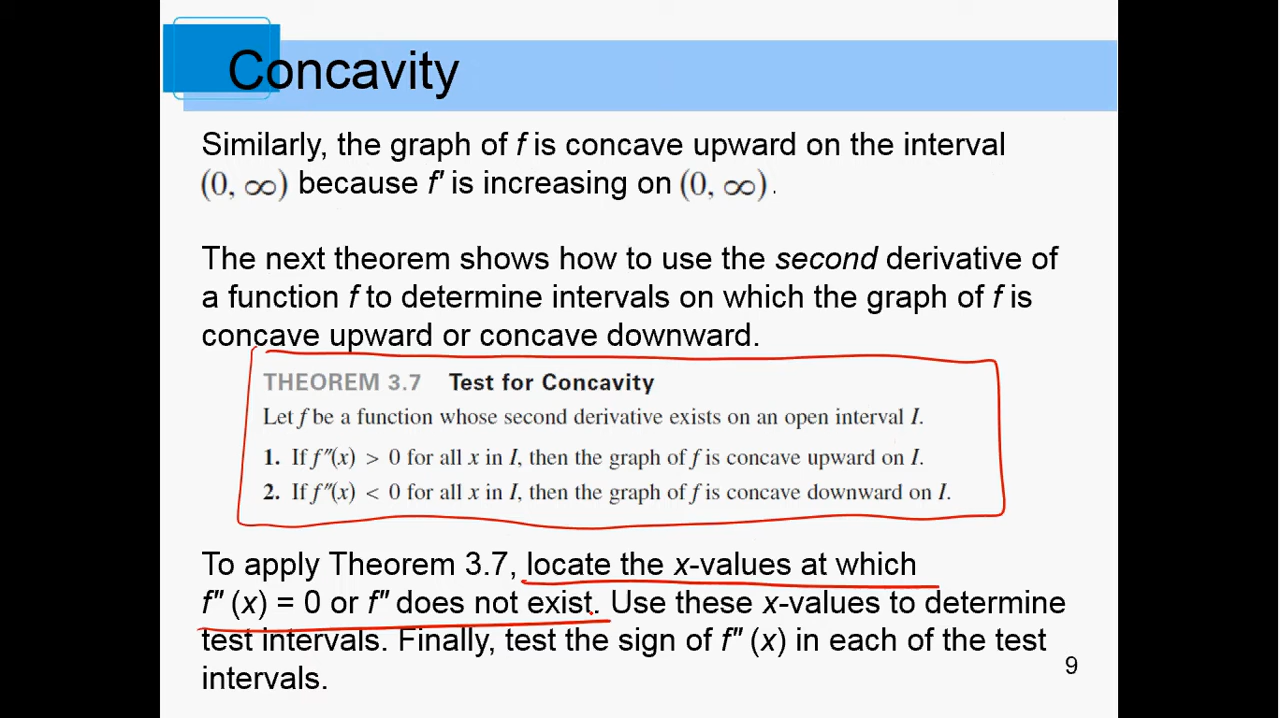 Concavity
Similarly, the graph of f is concave upward on the interval
(0, ∞) because f′ is increasing on (0, ∞) .
The next theorem shows how to use the second derivative of
a function f to determine intervals on which the graph of f is
concave upward or concave downward.
THEOREM 3.7 Test for Concavity
Let f be a function whose second derivative exists on an open interval I.
1. If f″(x) > 0 for all x in I, then the graph of f is concave upward on I.
2. If f″(x) < 0 for all x in I, then the graph of f is concave downward on I.
To apply Theorem 3.7, locate the x-values at which
f″ (x) = 0 or f″ does not exist. Use these x-values to determine
test intervals. Finally, test the sign of f″ (x) in each of the test
intervals.
9